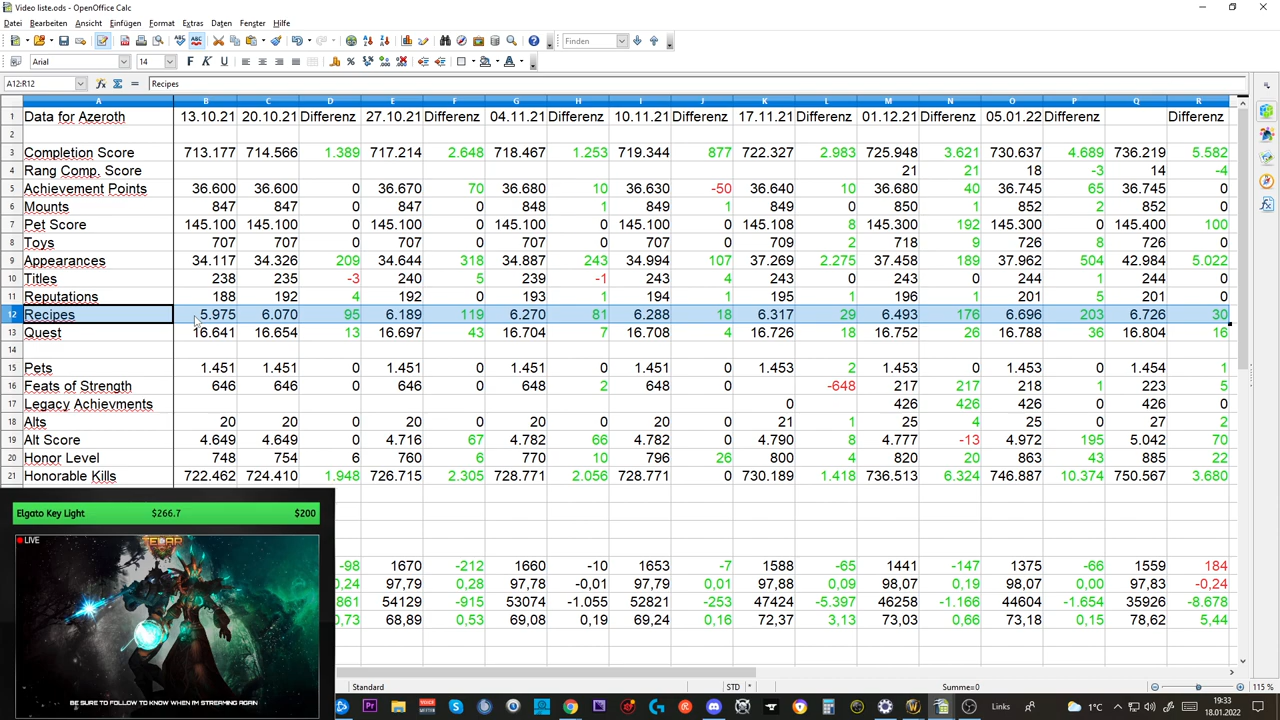 Video liste.ods - OpenOffice Calc
Datei Bearbeiten Ansicht Einfügen Format Extras Daten Fenster Hilfe
Finden
Arial 14
A12:R12 Recipes
A B C D E F G H I J K L M N O P Q R
1 Data for Azeroth 13.10.21 20.10.21 Differenz 27.10.21 Differenz 04.11.21 Differenz 10.11.21 Differenz 17.11.21 Differenz 01.12.21 Differenz 05.01.22 Differenz Differenz
2
3 Completion Score 713.177 714.566 1.389 717.214 2.648 718.467 1.253 719.344 877 722.327 2.983 725.948 3.621 730.637 4.689 736.219 5.582
4 Rang Comp. Score 21 21 18 -3 14 -4
5 Achievement Points 36.600 36.600 0 36.670 70 36.680 10 36.630 -50 36.640 10 36.680 40 36.745 65 36.745 0
6 Mounts 847 847 0 847 0 848 1 849 1 849 0 850 1 852 2 852 0
7 Pet Score 145.100 145.100 0 145.100 0 145.100 0 145.100 0 145.108 8 145.300 192 145.300 0 145.400 100
8 Toys 707 707 0 707 0 707 0 707 0 709 2 718 9 726 8 726 0
9 Appearances 34.117 34.326 209 34.644 318 34.887 243 34.994 107 37.269 2.275 37.458 189 37.962 504 42.984 5.022
10 Titles 238 235 -3 240 5 239 -1 243 4 243 0 243 0 244 1 244 0
11 Reputations 188 192 4 192 0 193 1 194 1 195 1 196 1 201 5 201 0
12 Recipes 5.975 6.070 95 6.189 119 6.270 81 6.288 18 6.317 29 6.493 176 6.696 203 6.726 30
13 Quest 16.641 16.654 13 16.697 43 16.704 7 16.708 4 16.726 18 16.752 26 16.788 36 16.804 16
14
15 Pets 1.451 1.451 0 1.451 0 1.451 0 1.451 0 1.453 2 1.453 0 1.453 0 1.454 1
16 Feats of Strength 646 646 0 646 0 648 2 648 0 -648 217 217 218 1 223 5
17 Legacy Achievments 0 426 426 426 0 426 0
18 Alts 20 20 0 20 0 20 0 20 0 21 1 25 4 25 0 27 2
19 Alt Score 4.649 4.649 0 4.716 67 4.782 66 4.782 0 4.790 8 4.777 -13 4.972 195 5.042 70
20 Honor Level 748 754 6 760 6 770 10 796 26 800 4 820 20 863 43 885 22
21 Honorable Kills 722.462 724.410 1.948 726.715 2.305 728.771 2.056 728.771 0 730.189 1.418 736.513 6.324 746.887 10.374 750.567 3.680
Elgato Key Light $266.7 $200
LIVE
-98 1670 -212 1660 -10 1653 -7 1588 -65 1441 -147 1375 -66 1559 184
0,24 97,79 0,28 97,78 -0,01 97,79 0,01 97,88 0,09 98,07 0,19 98,07 0,00 97,83 -0,24
861 54129 -915 53074 -1.055 52821 -253 47424 -5.397 46258 -1.166 44604 -1.654 35926 -8.678
0,73 68,89 0,53 69,08 0,19 69,24 0,16 72,37 3,13 73,03 0,66 73,18 0,15 78,62 5,44
BE SURE TO FOLLOW TO KNOW WHEN I'M STREAMING AGAIN
Standard STD * Summe=0 115 %
Links 1°C 19:33
18.01.2022